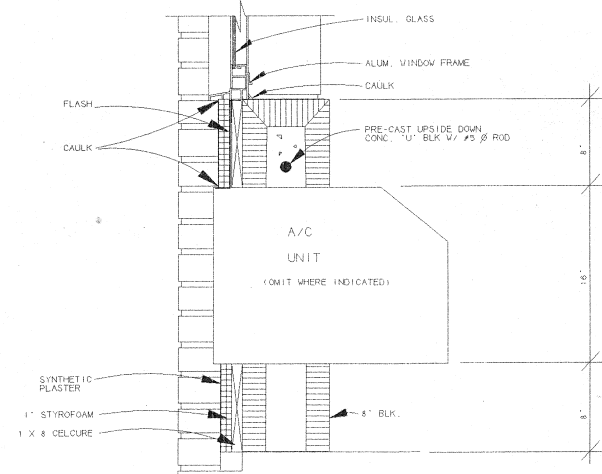 INSUL. GLASS
ALUM. WINDOW FRAME
CAULK
FLASH
CAULK
PRE-CAST UPSIDE DOWN
CONC. "U" BLK W/ #5 Ø ROD
8"
A/C
UNIT
(OMIT WHERE INDICATED)
16"
SYNTHETIC
PLASTER
1" STYROFOAM
1 X 8 CELCURE
8" BLK.
8"